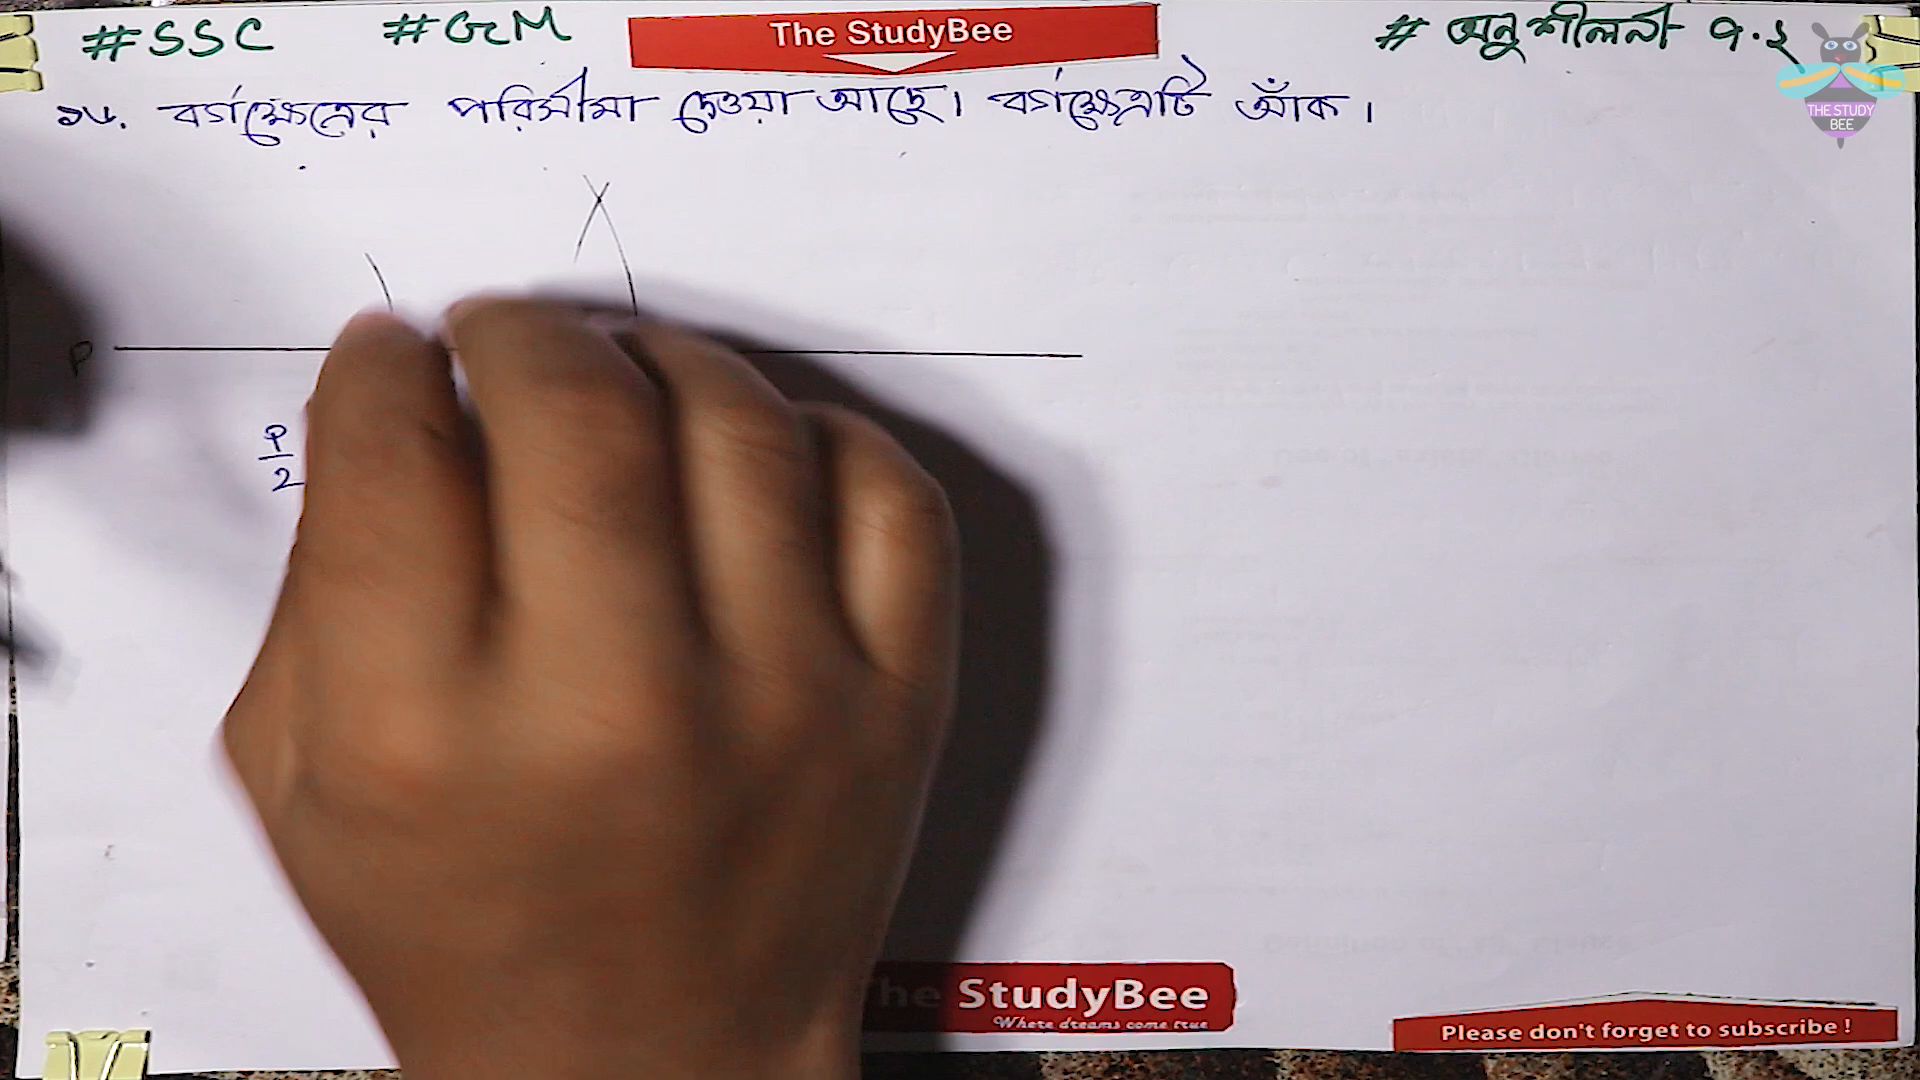 #SSC #GM The StudyBee # অনুশীলনী ৭.২
THE STUDY
BEE
১৮. বর্গক্ষেত্রের পরিসীমা দেওয়া আছে। বর্গক্ষেত্রটি আঁক।
P
P
2
The StudyBee
Where dreams come true
Please don't forget to subscribe !